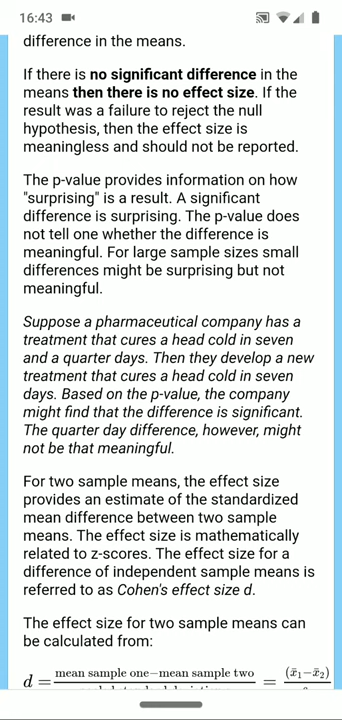 16:43
difference in the means.
If there is no significant difference in the
means then there is no effect size. If the
result was a failure to reject the null
hypothesis, then the effect size is
meaningless and should not be reported.
The p-value provides information on how
"surprising" is a result. A significant
difference is surprising. The p-value does
not tell one whether the difference is
meaningful. For large sample sizes small
differences might be surprising but not
meaningful.
Suppose a pharmaceutical company has a
treatment that cures a head cold in seven
and a quarter days. Then they develop a new
treatment that cures a head cold in seven
days. Based on the p-value, the company
might find that the difference is significant.
The quarter day difference, however, might
not be that meaningful.
For two sample means, the effect size
provides an estimate of the standardized
mean difference between two sample
means. The effect size is mathematically
related to z-scores. The effect size for a
difference of independent sample means is
referred to as Cohen's effect size d.
The effect size for two sample means can
be calculated from:
d = mean sample one−mean sample two = (x̄₁−x̄₂)